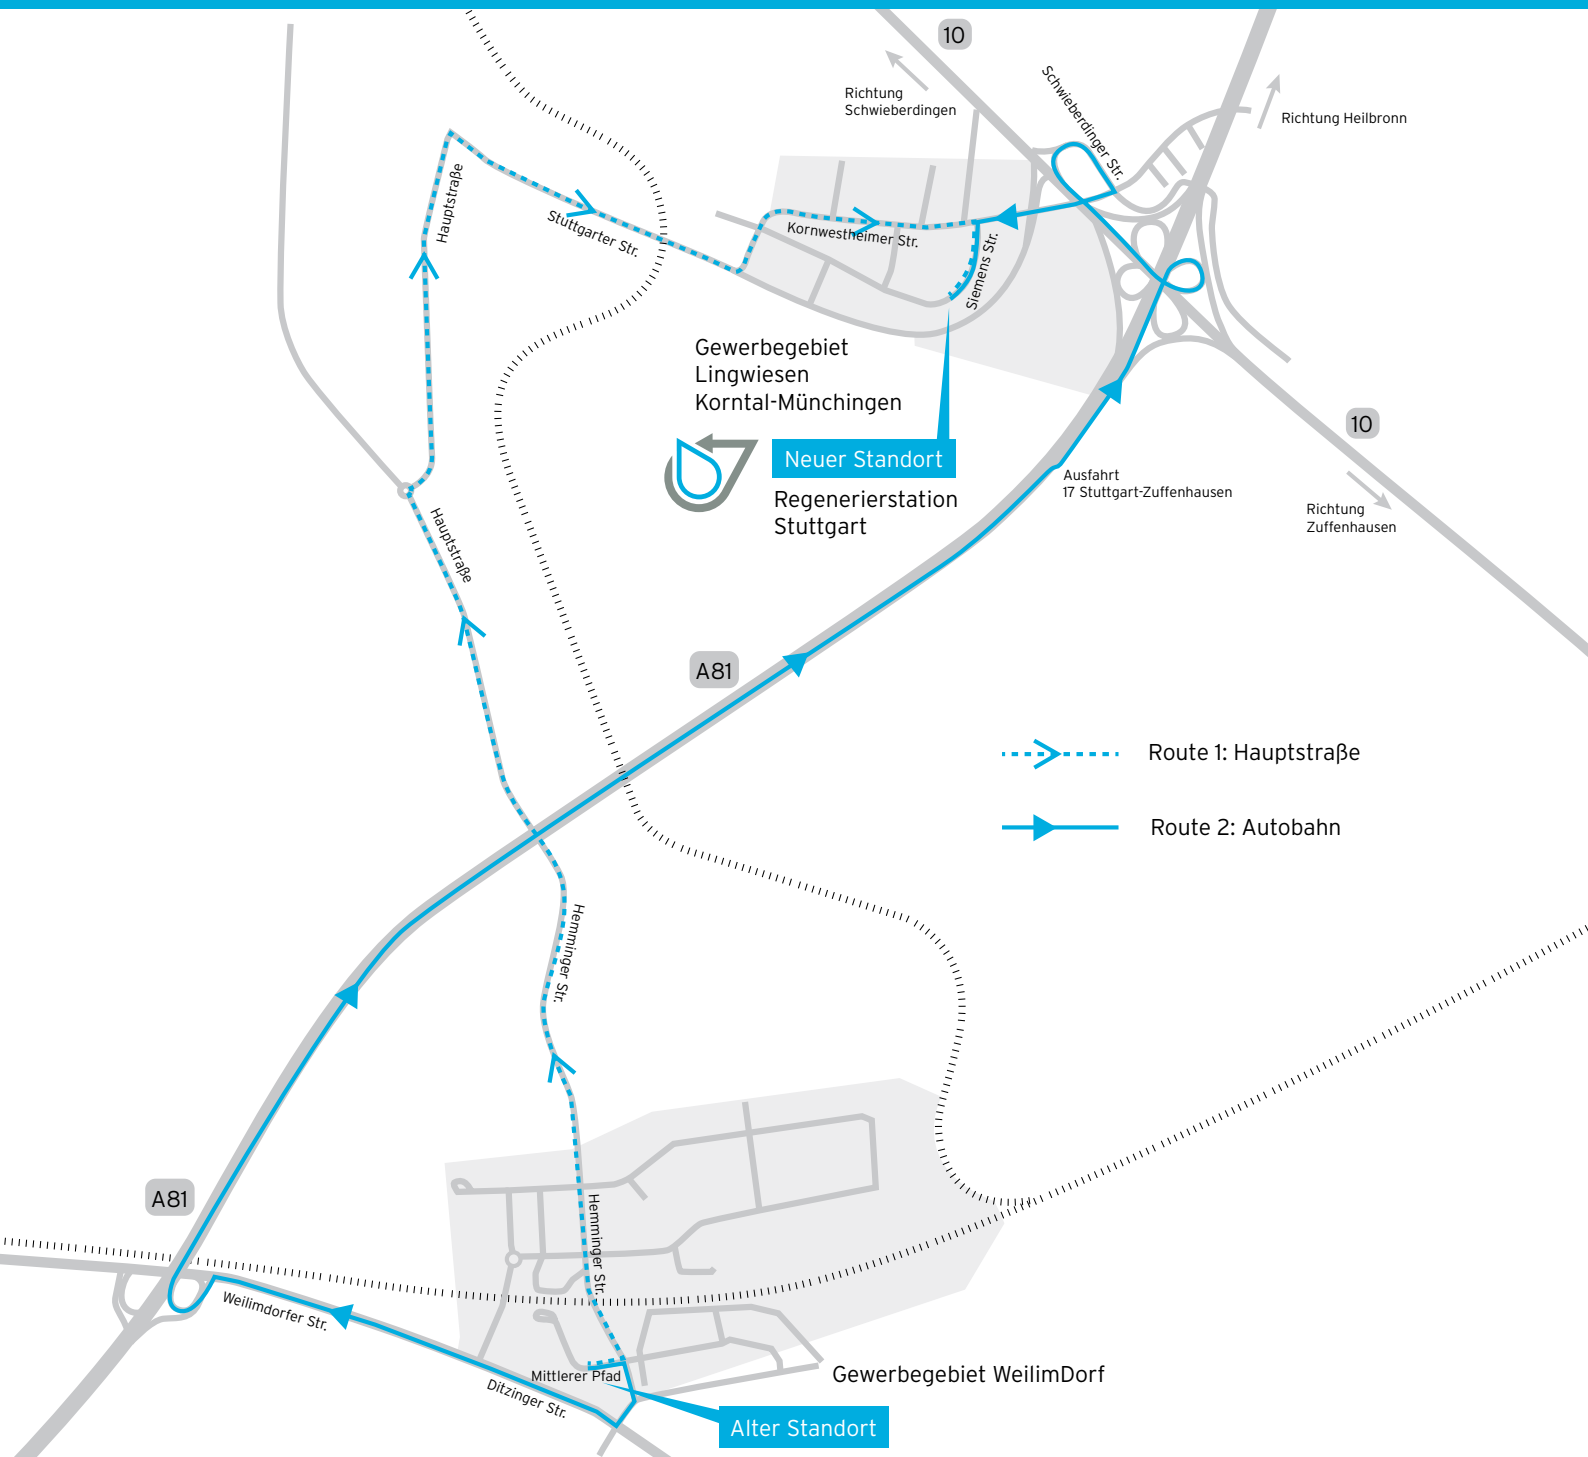 10
Richtung
Schwieberdingen
Schwieberdinger Str.
Richtung Heilbronn
Hauptstraße
Stuttgarter Str.
Kornwestheimer Str.
Siemens Str.
Gewerbegebiet
Lingwiesen
Korntal-Münchingen
Neuer Standort
Regenerierstation
Stuttgart
10
Ausfahrt
17 Stuttgart-Zuffenhausen
Richtung
Zuffenhausen
Hauptstraße
A81
Route 1: Hauptstraße
Route 2: Autobahn
Hemminger Str.
A81
Hemminger Str.
Weilimdorfer Str.
Mittlerer Pfad
Ditzinger Str.
Gewerbegebiet WeilimDorf
Alter Standort